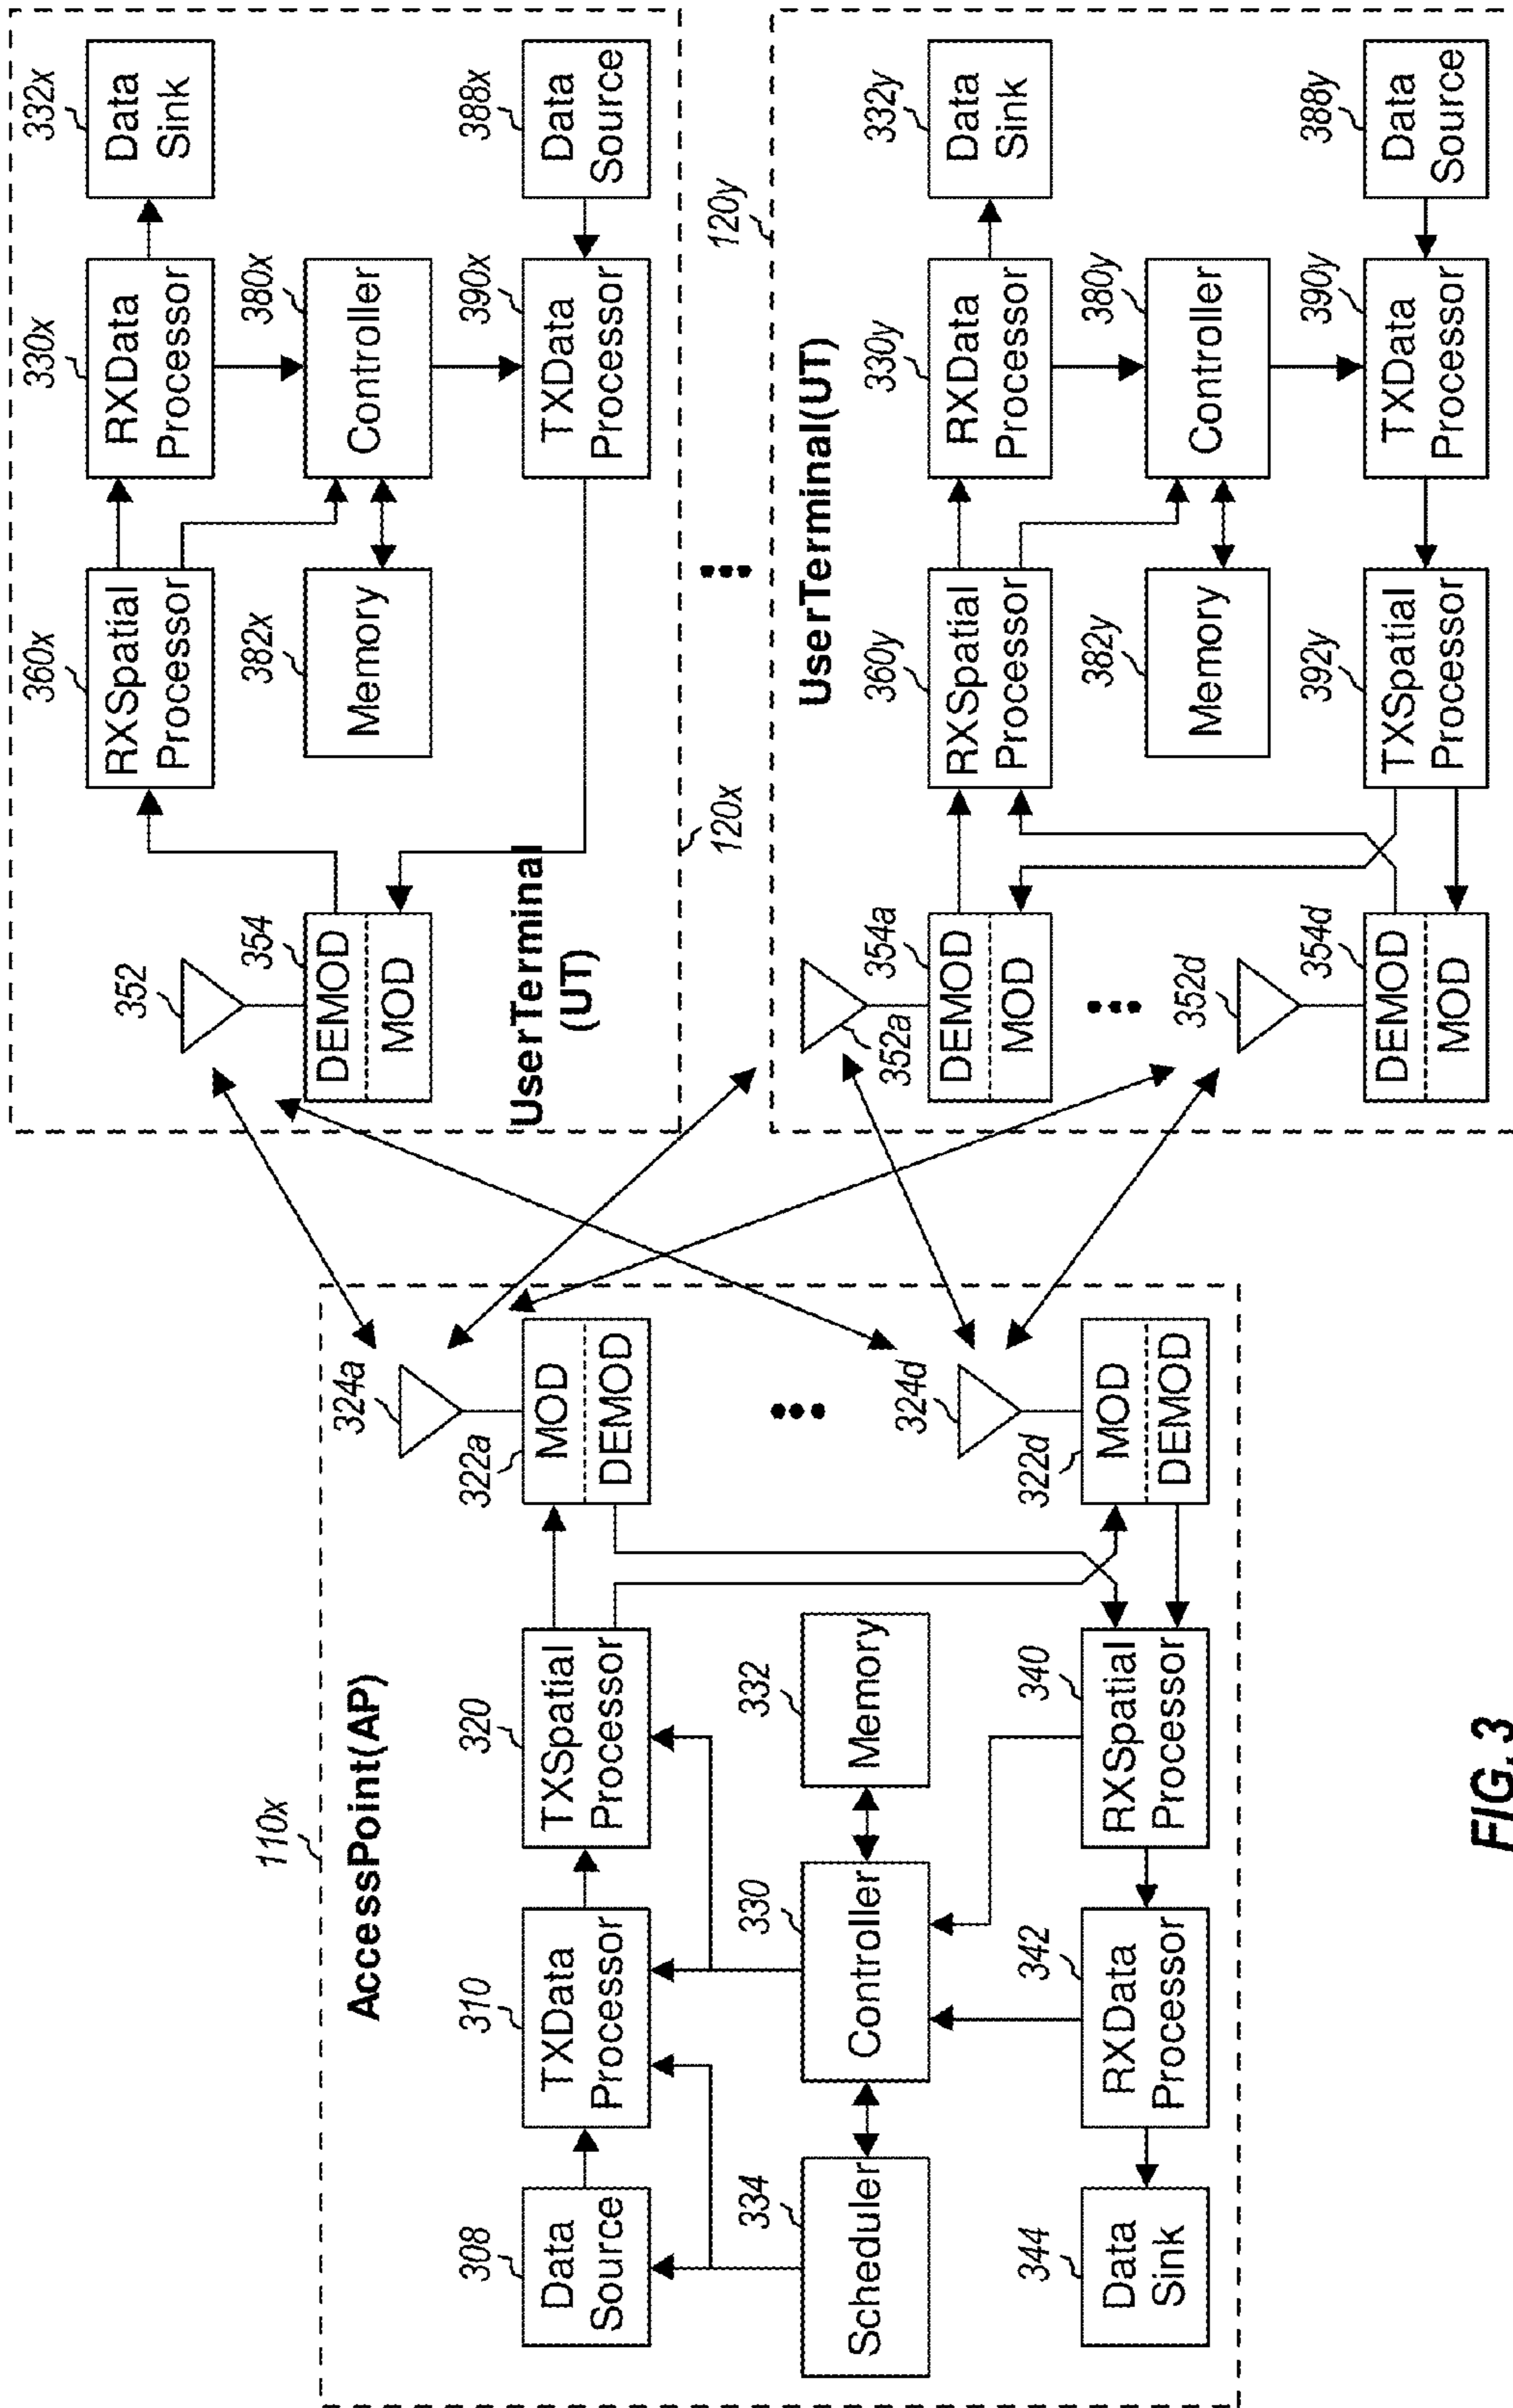 110x
AccessPoint(AP)
308
Data
Source
310
TXData
Processor
320
TXSpatial
Processor
324a
322a
MOD
DEMOD
334
Scheduler
330
Controller
332
Memory
344
Data
Sink
342
RXData
Processor
340
RXSpatial
Processor
324d
322d
MOD
DEMOD
352
354
DEMOD
MOD
UserTerminal
(UT)
360x
RXSpatial
Processor
330x
RXData
Processor
332x
Data
Sink
382x
Memory
380x
Controller
390x
TXData
Processor
388x
Data
Source
120x
120y
UserTerminal(UT)
352a
354a
DEMOD
MOD
360y
RXSpatial
Processor
330y
RXData
Processor
332y
Data
Sink
382y
Memory
380y
Controller
352d
354d
DEMOD
MOD
392y
TXSpatial
Processor
390y
TXData
Processor
388y
Data
Source
FIG. 3